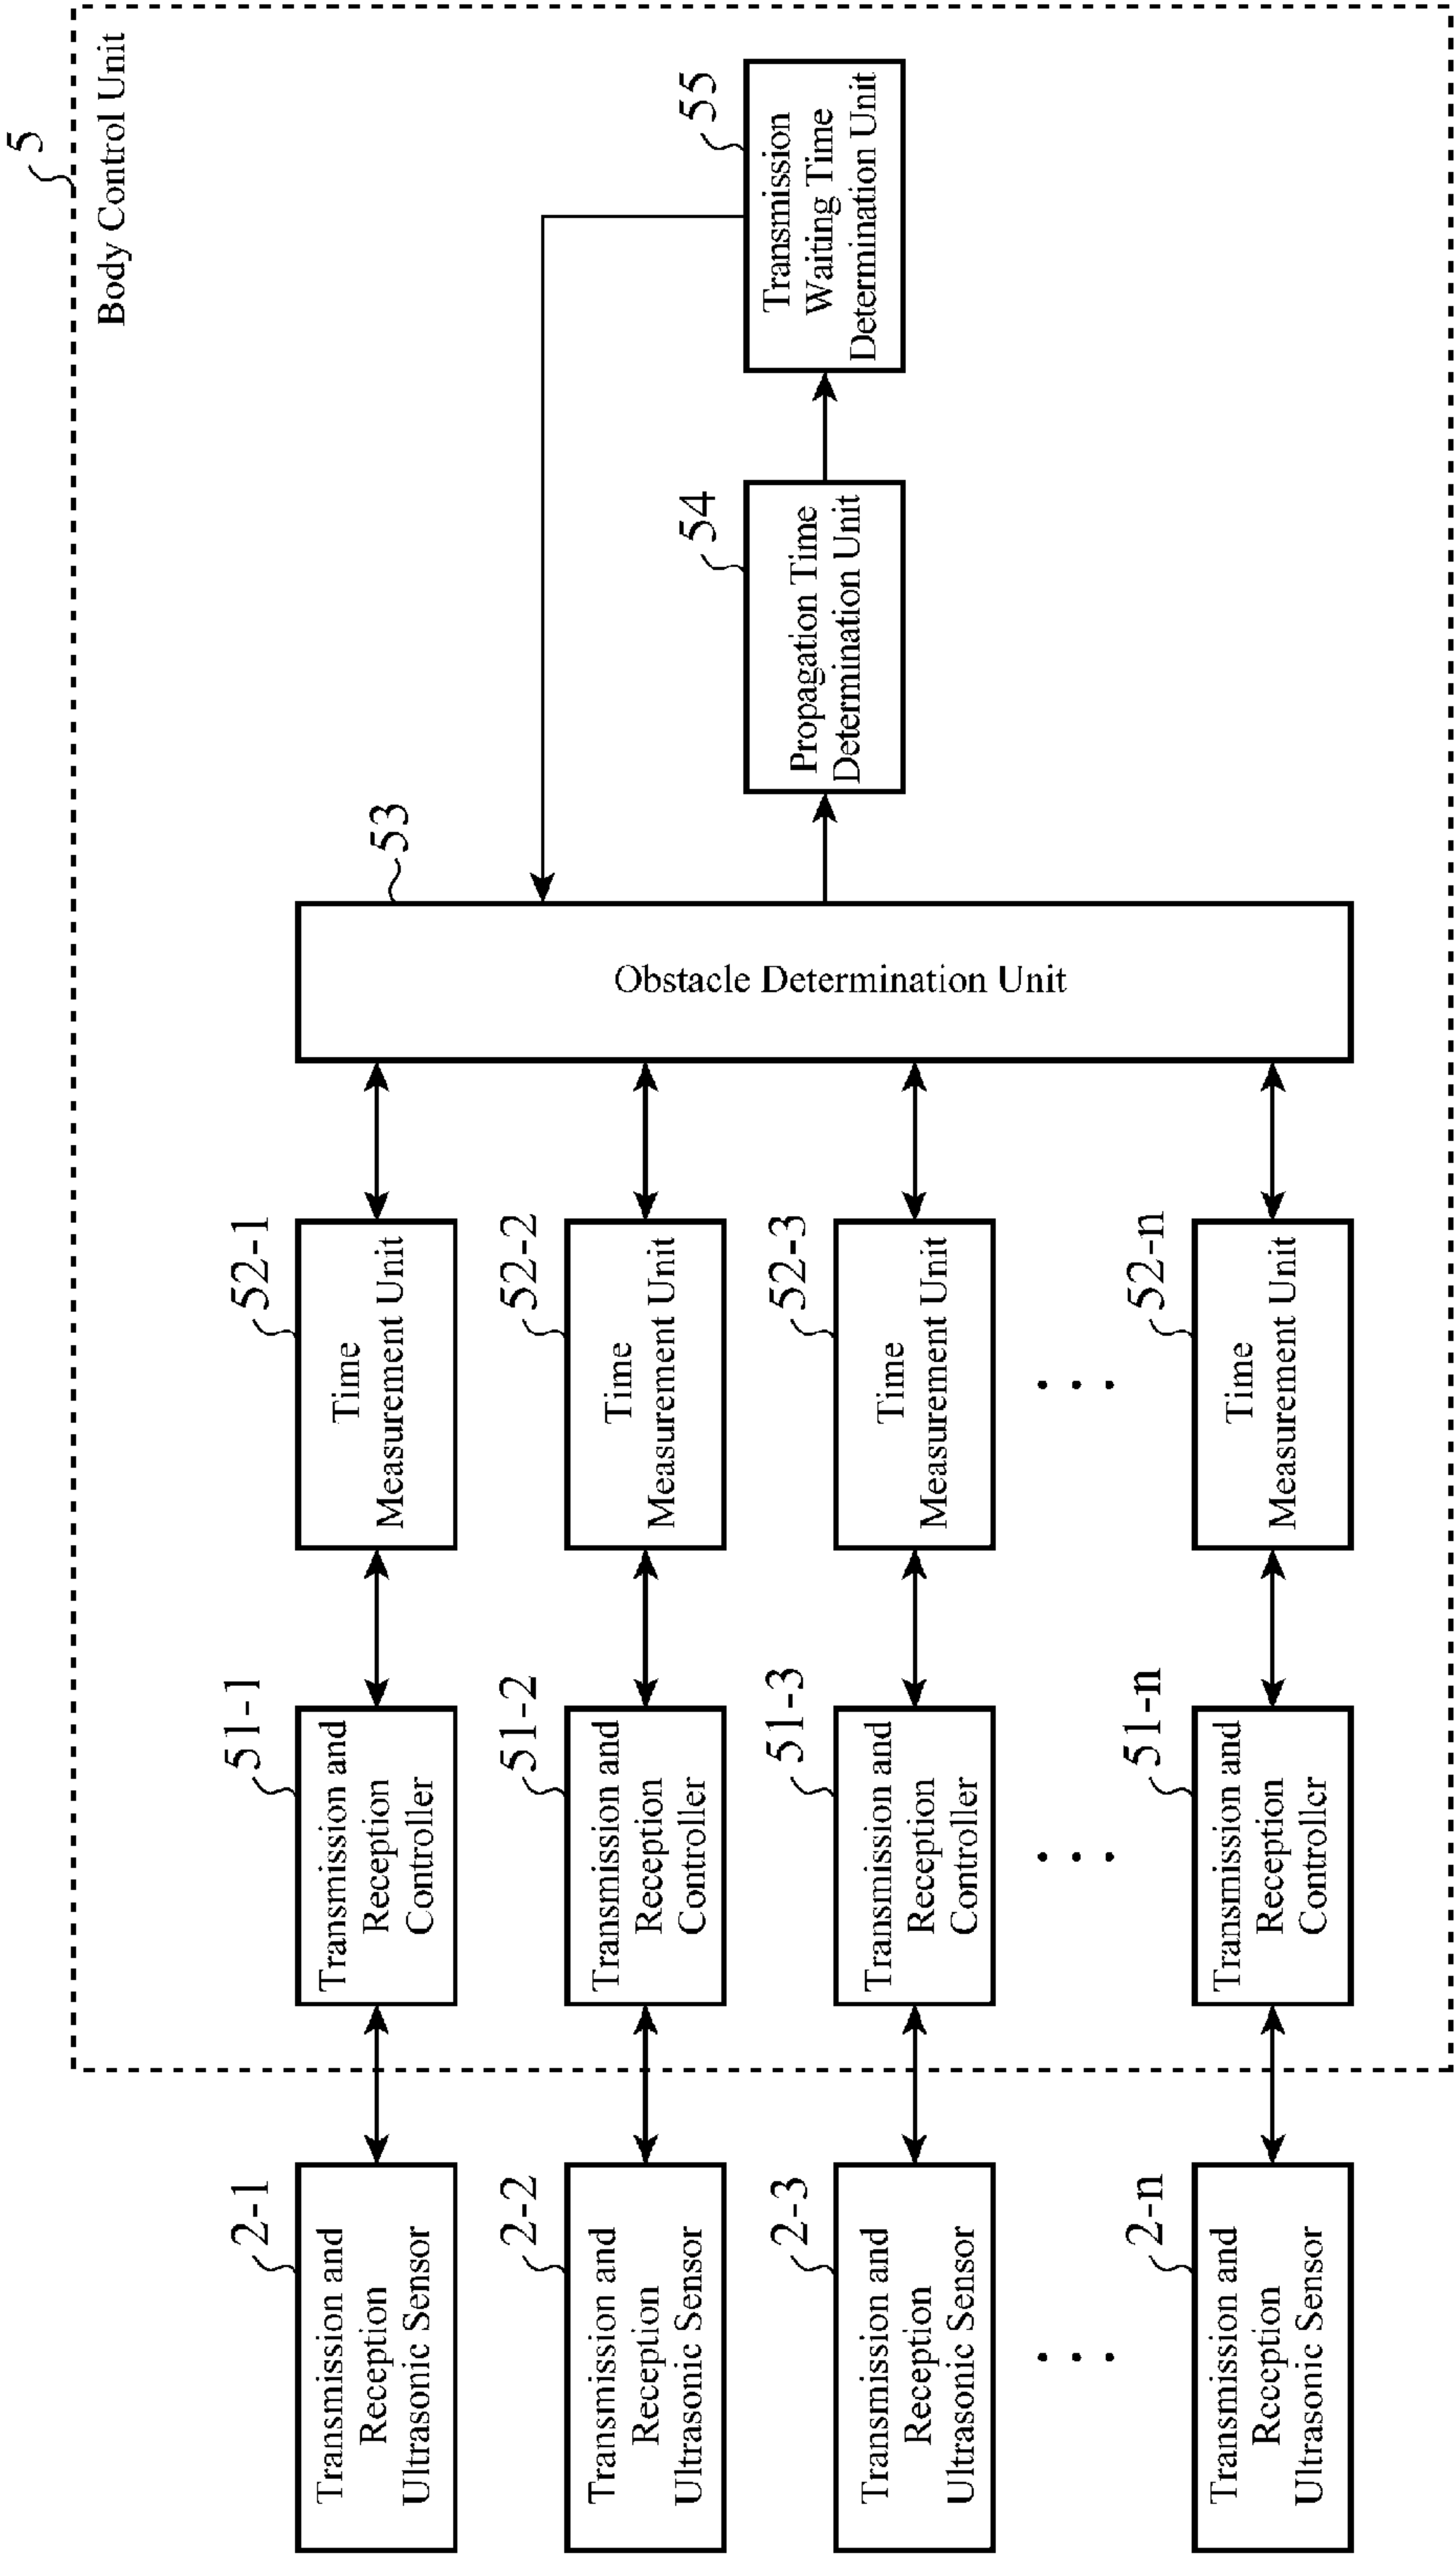 5
Body Control Unit
2-1
Transmission and
Reception
Ultrasonic Sensor
51-1
Transmission and
Reception
Controller
52-1
Time
Measurement Unit
2-2
Transmission and
Reception
Ultrasonic Sensor
51-2
Transmission and
Reception
Controller
52-2
Time
Measurement Unit
2-3
Transmission and
Reception
Ultrasonic Sensor
51-3
Transmission and
Reception
Controller
52-3
Time
Measurement Unit
. . .
. . .
. . .
2-n
Transmission and
Reception
Ultrasonic Sensor
51-n
Transmission and
Reception
Controller
52-n
Time
Measurement Unit
53
Obstacle Determination Unit
54
Propagation Time
Determination Unit
55
Transmission
Waiting Time
Determination Unit